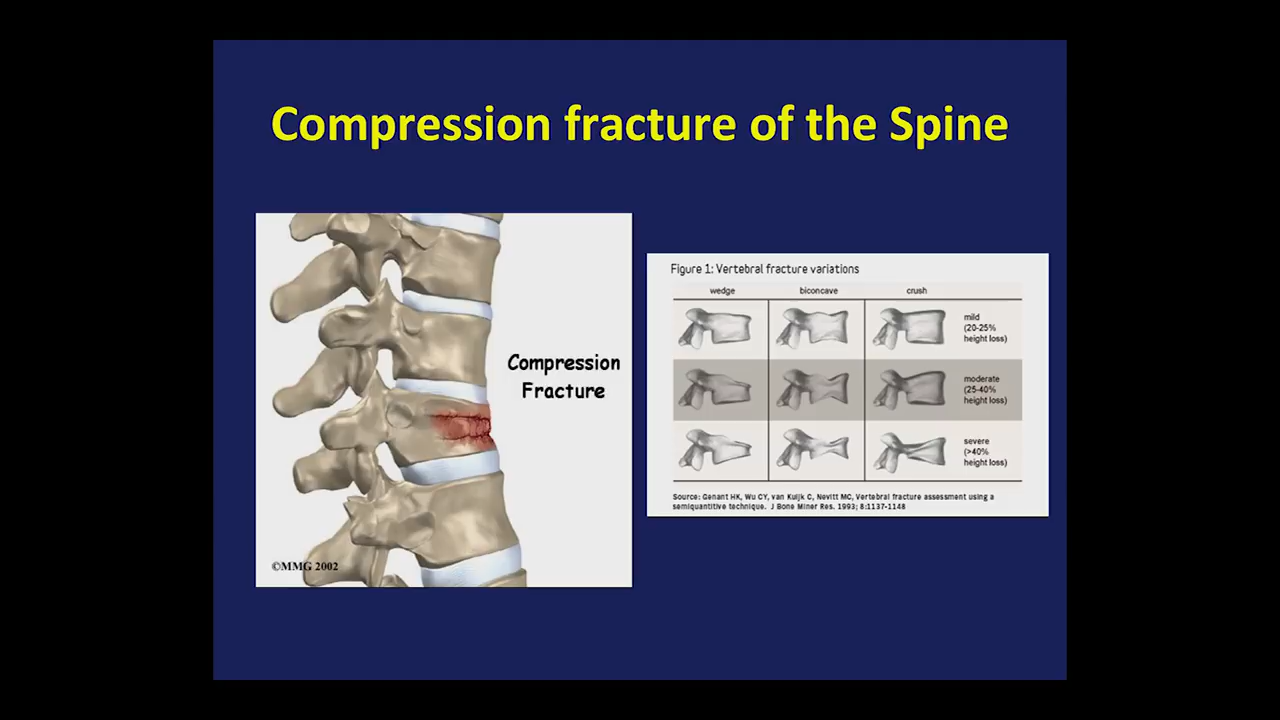 Compression fracture of the Spine
Compression
Fracture
©MMG 2002
Figure 1: Vertebral fracture variations
wedge biconcave crush
mild
(20-25%
height loss)
moderate
(25-40%
height loss)
severe
(>40%
height loss)
Source: Genant HK, Wu CY, van Kuijk C, Nevitt MC, Vertebral fracture assessment using a
semiquantitive technique. J Bone Miner Res. 1993; 8:1137-1148